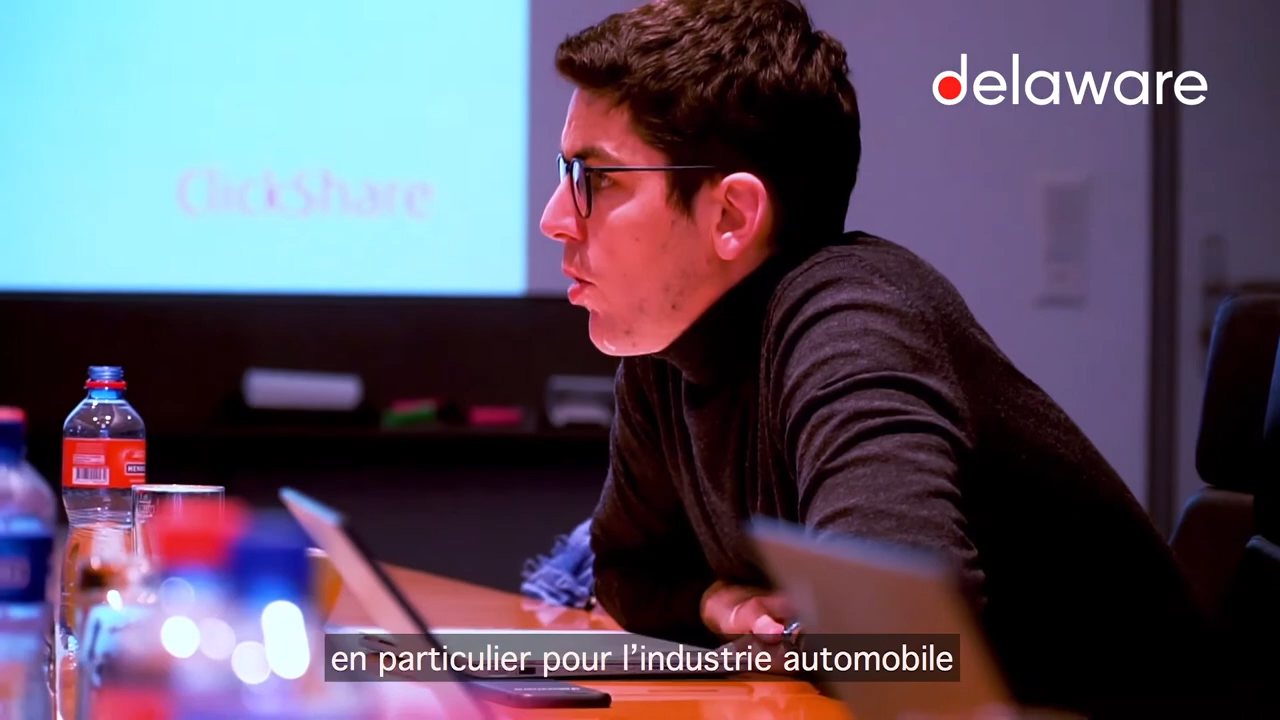 delaware
ClickShare
en particulier pour l’industrie automobile